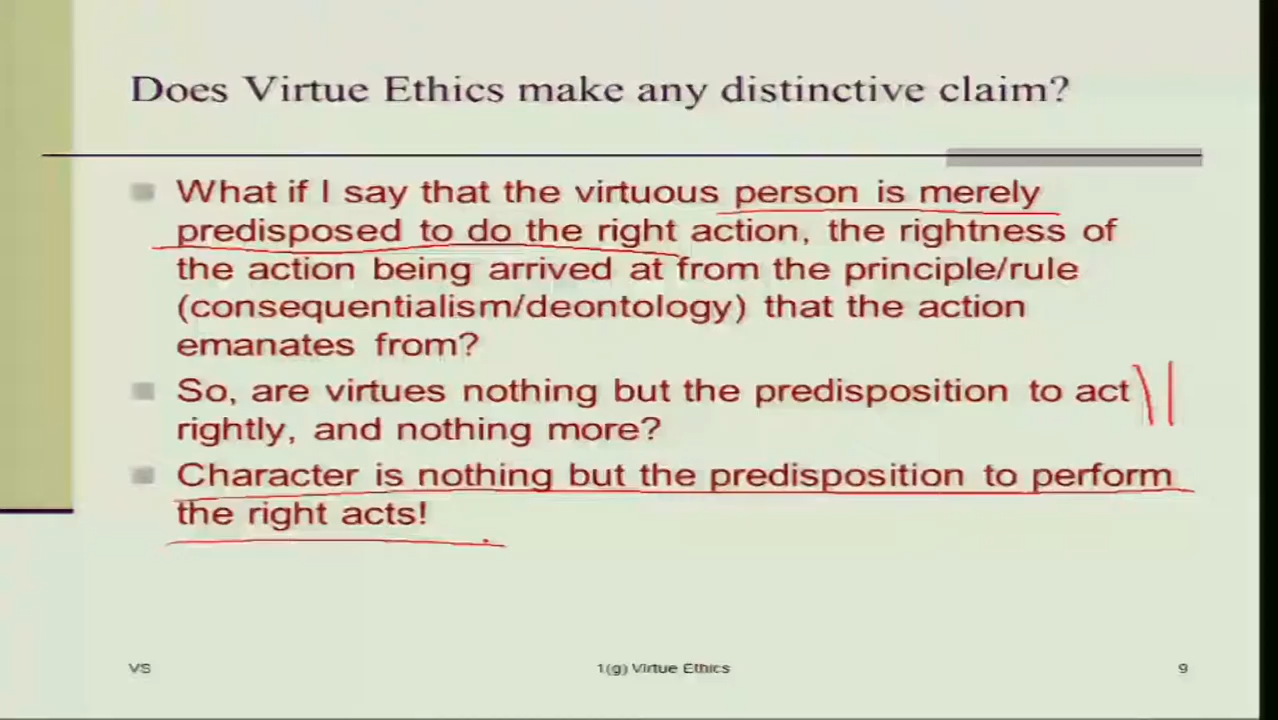 Does Virtue Ethics make any distinctive claim?
What if I say that the virtuous person is merely
predisposed to do the right action, the rightness of
the action being arrived at from the principle/rule
(consequentialism/deontology) that the action
emanates from?
So, are virtues nothing but the predisposition to act
rightly, and nothing more?
Character is nothing but the predisposition to perform
the right acts!
VS
1(g) Virtue Ethics
9